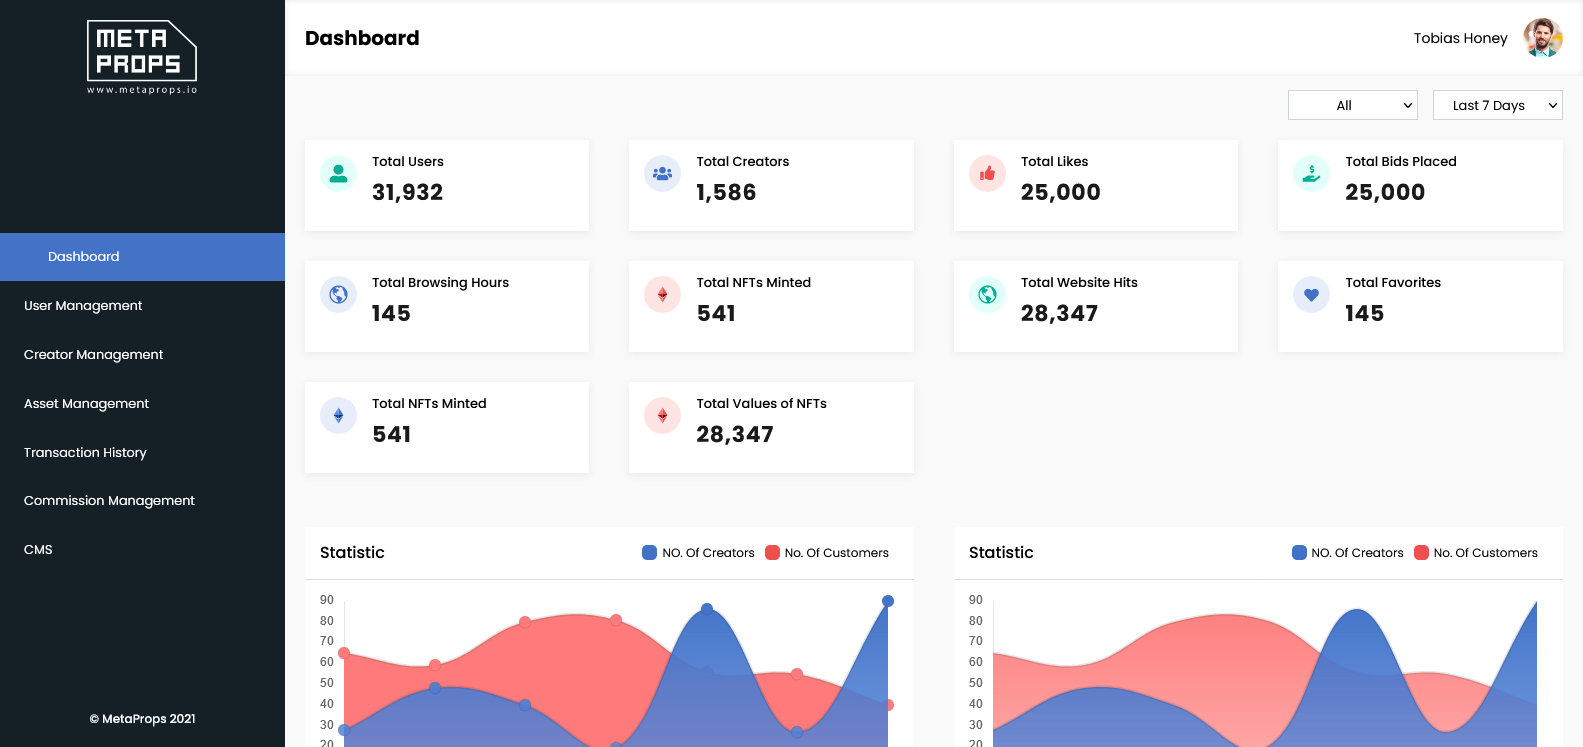 META
PROPS
www.metaprops.io
Dashboard
User Management
Creator Management
Asset Management
Transaction History
Commission Management
CMS
© MetaProps 2021
Dashboard
Tobias Honey
All
Last 7 Days
Total Users
31,932
Total Creators
1,586
Total Likes
25,000
Total Bids Placed
25,000
Total Browsing Hours
145
Total NFTs Minted
541
Total Website Hits
28,347
Total Favorites
145
Total NFTs Minted
541
Total Values of NFTs
28,347
Statistic
NO. Of Creators
No. Of Customers
90
80
70
60
50
40
30
20
Statistic
NO. Of Creators
No. Of Customers
90
80
70
60
50
40
30
20